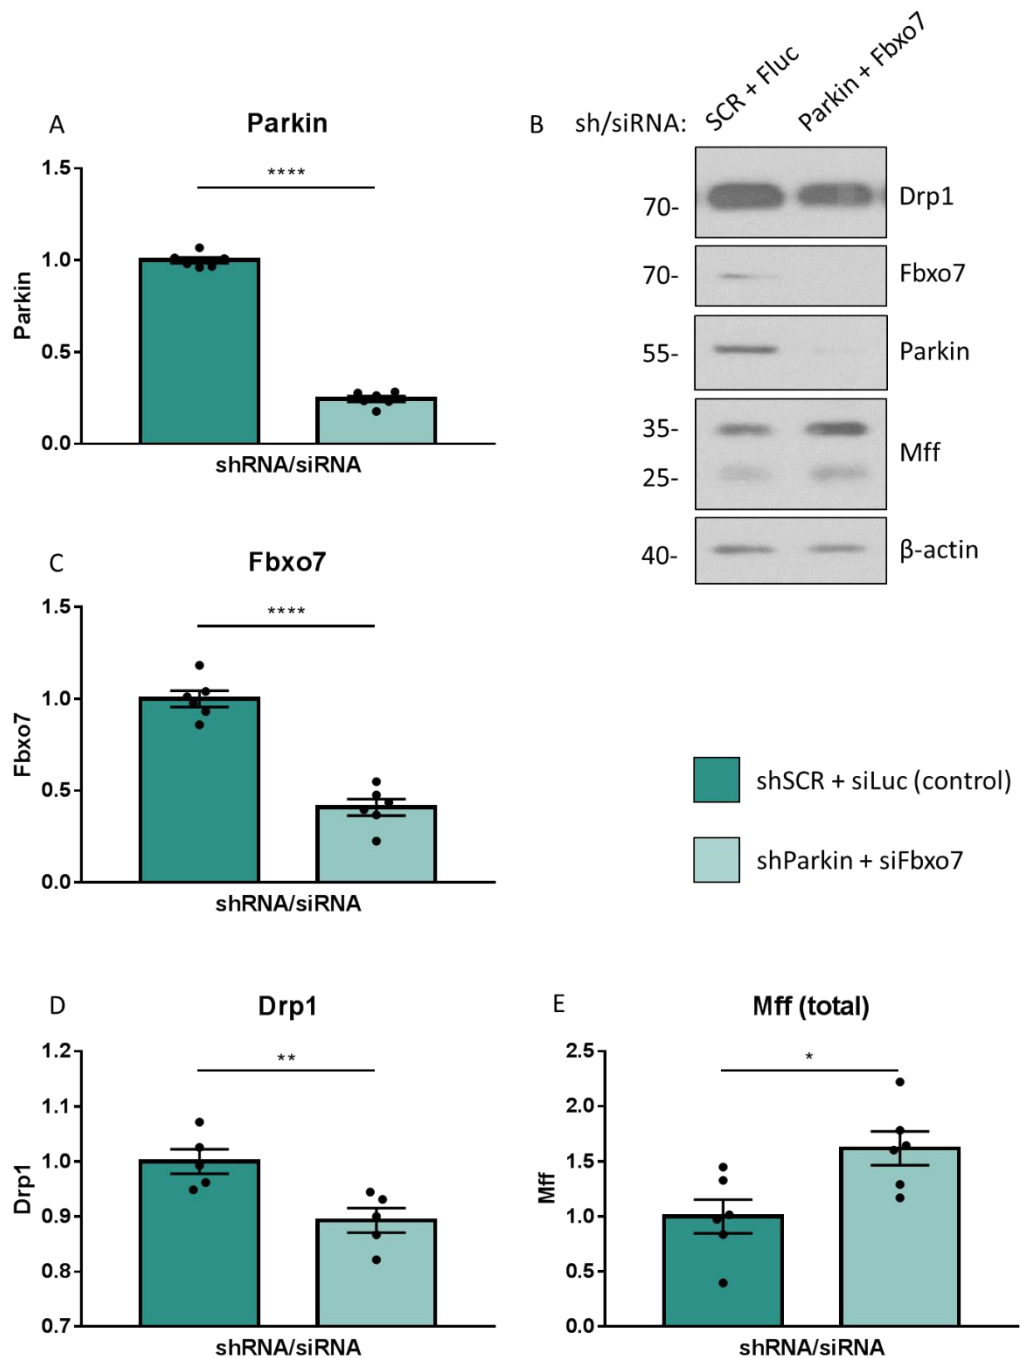 A
Parkin
1.5
1.0
0.5
0.0
Parkin
****
shRNA/siRNA
B
sh/siRNA:
SCR + Fluc
Parkin + Fbxo7
70-
Drp1
70-
Fbxo7
55-
Parkin
35-
25-
Mff
40-
β-actin
C
Fbxo7
1.5
1.0
0.5
0.0
Fbxo7
****
shRNA/siRNA
shSCR + siLuc (control)
shParkin + siFbxo7
D
Drp1
1.2
1.1
1.0
0.9
0.8
0.7
Drp1
**
shRNA/siRNA
E
Mff (total)
2.5
2.0
1.5
1.0
0.5
0.0
Mff
*
shRNA/siRNA